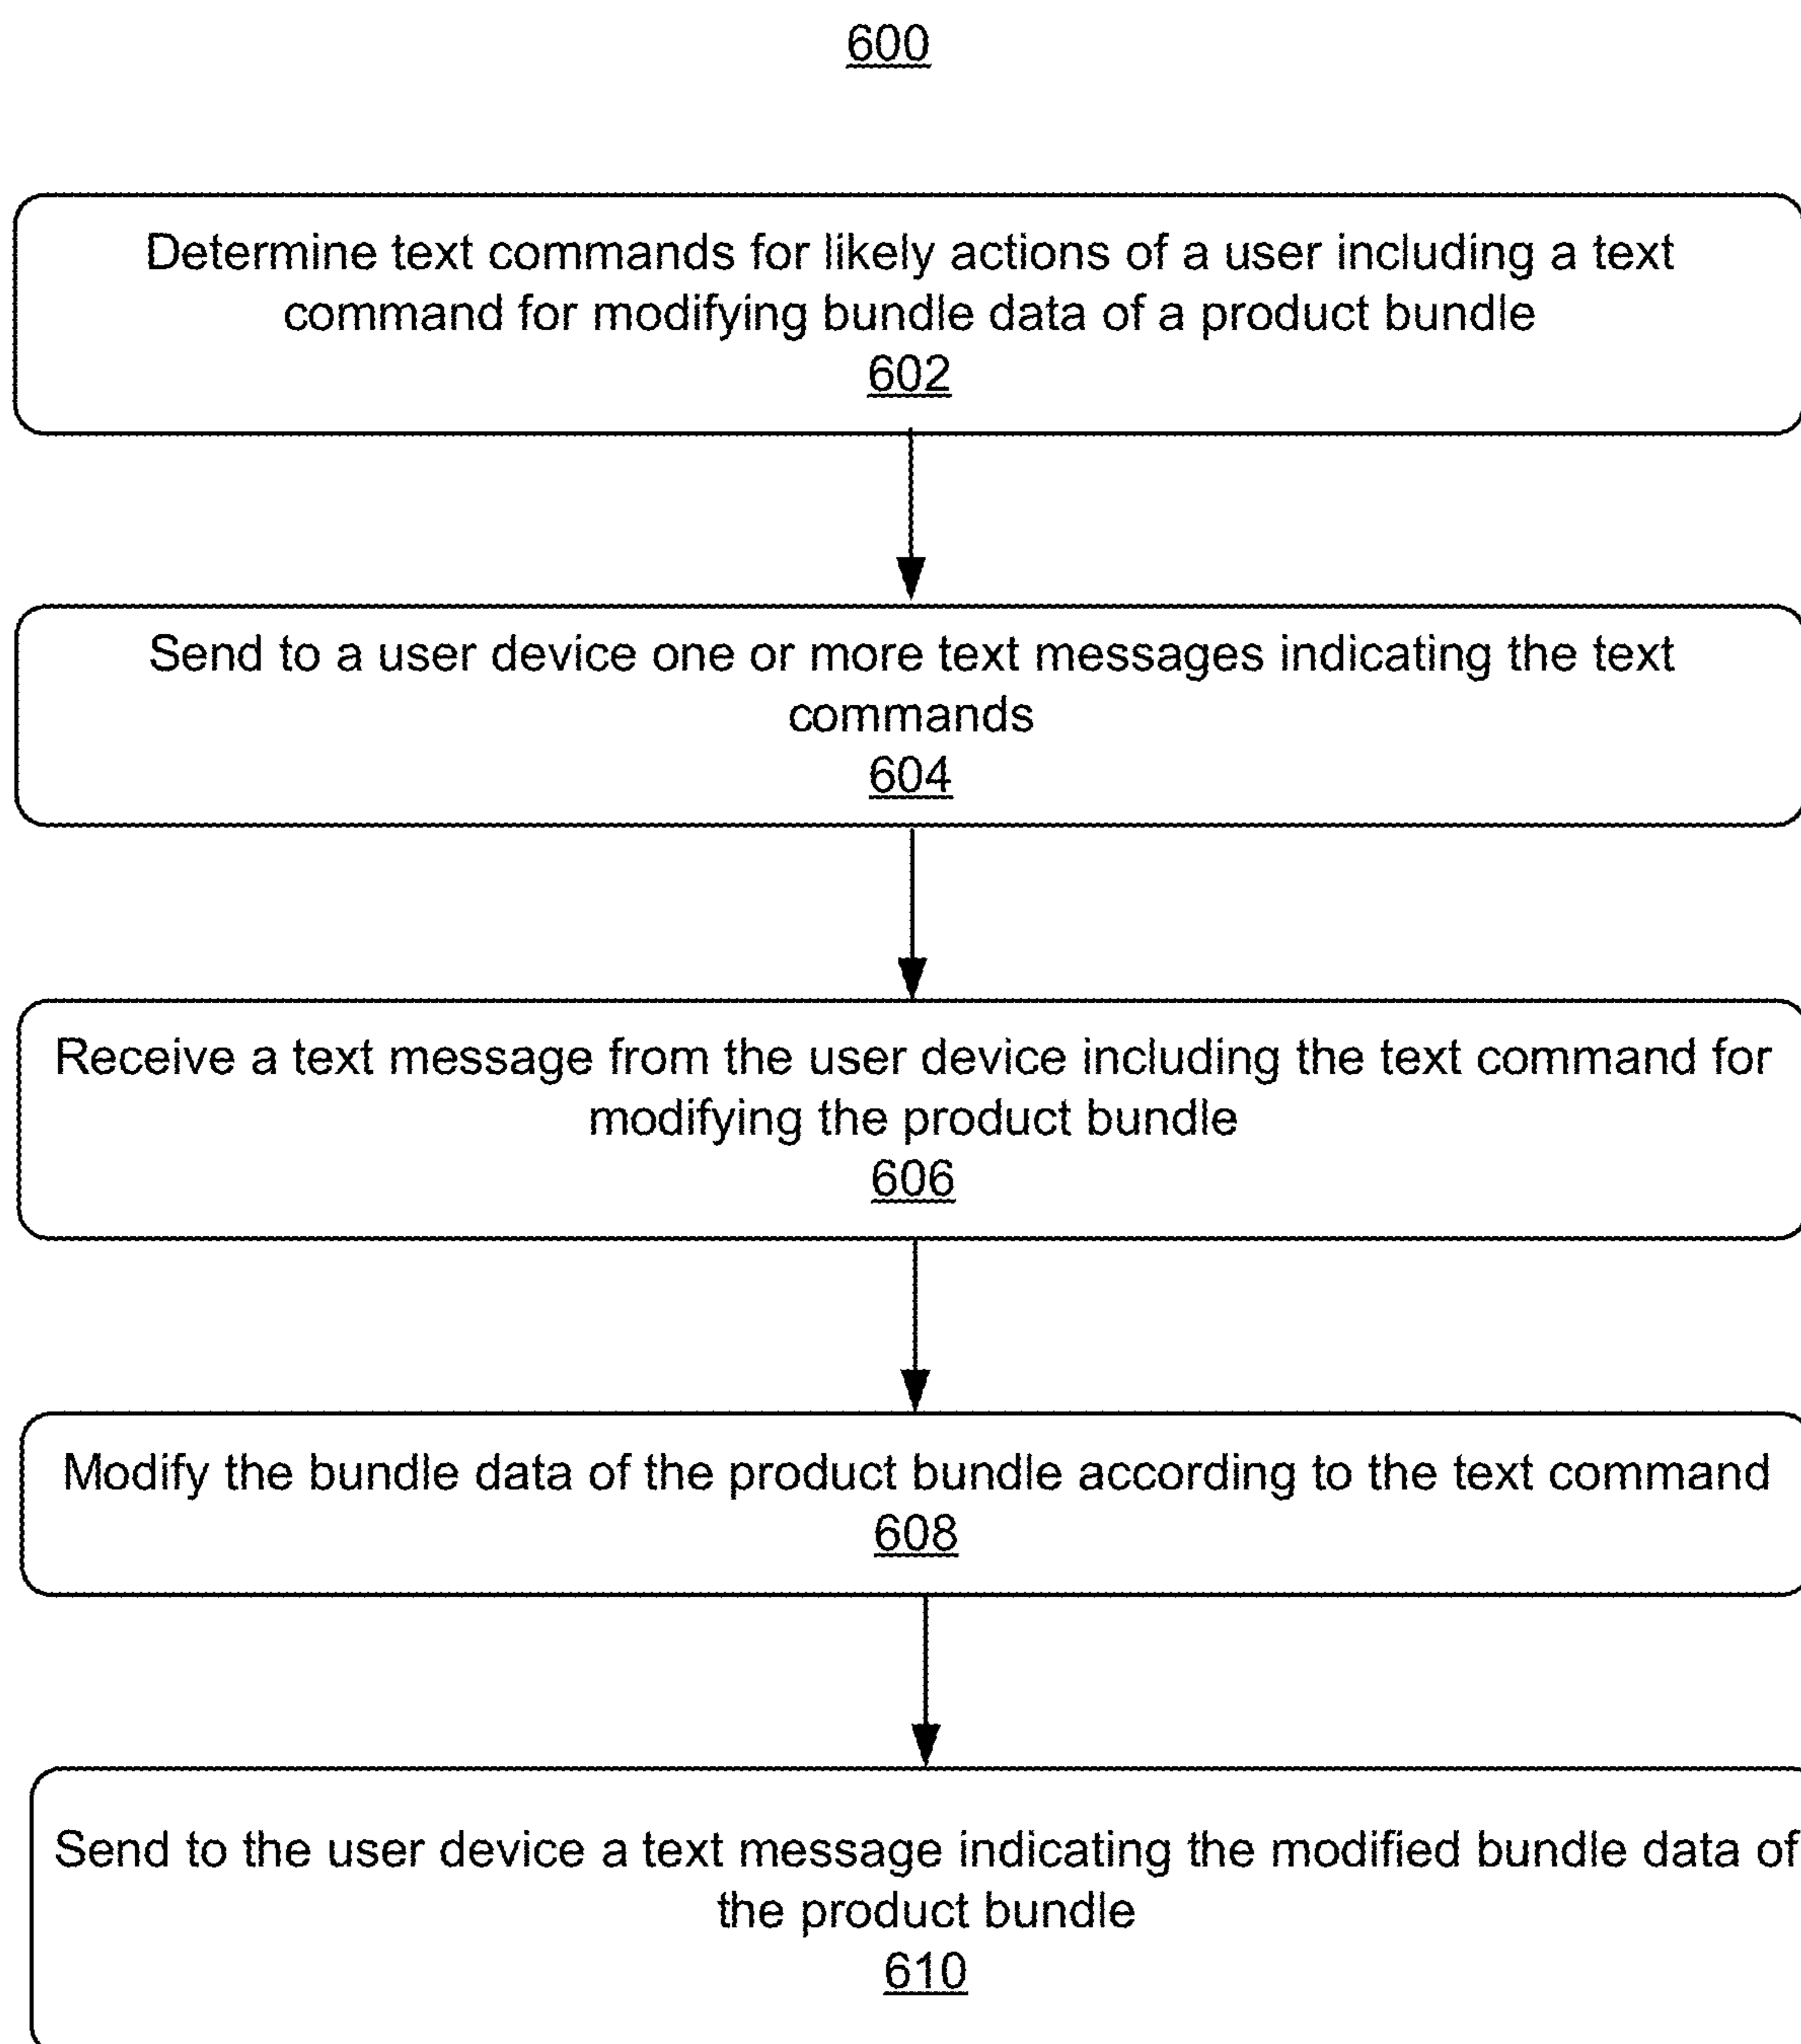 600
Determine text commands for likely actions of a user including a text
command for modifying bundle data of a product bundle
602
Send to a user device one or more text messages indicating the text
commands
604
Receive a text message from the user device including the text command for
modifying the product bundle
606
Modify the bundle data of the product bundle according to the text command
608
Send to the user device a text message indicating the modified bundle data of
the product bundle
610